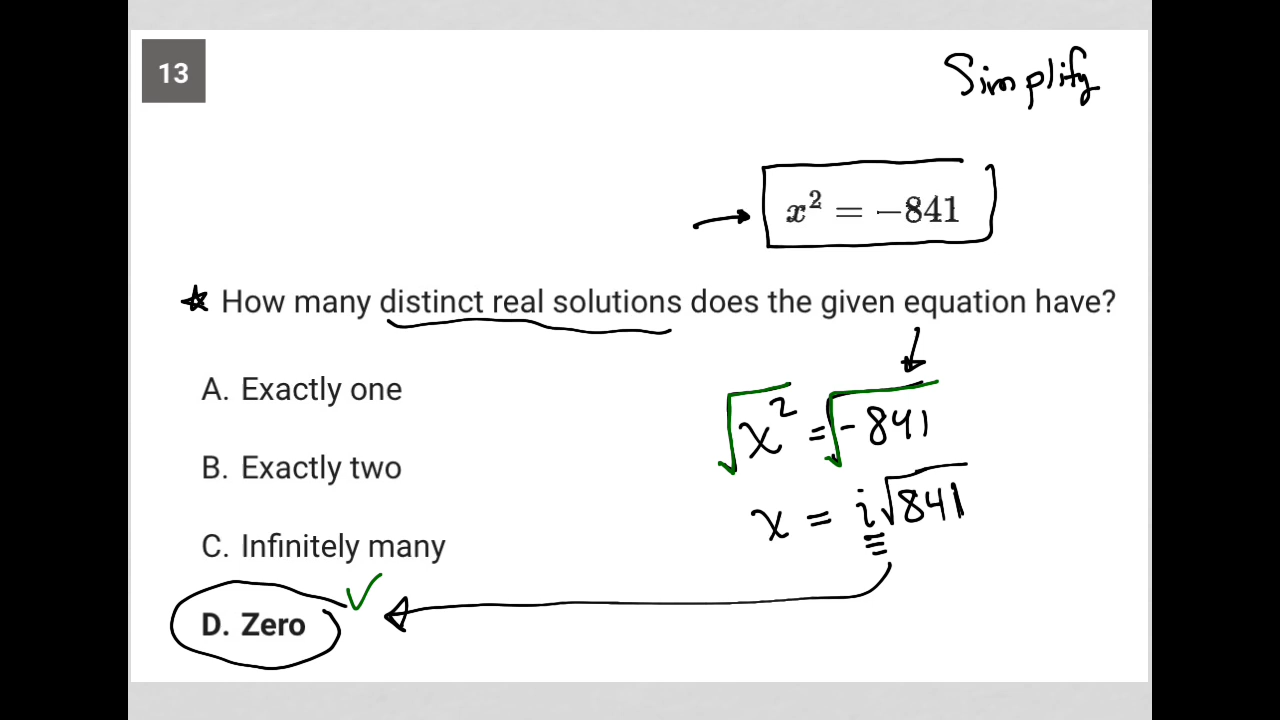 13
Simplify
x² = −841
☆ How many distinct real solutions does the given equation have?
A. Exactly one
√x² = √-841
B. Exactly two
x = i√841
C. Infinitely many
D. Zero ✓